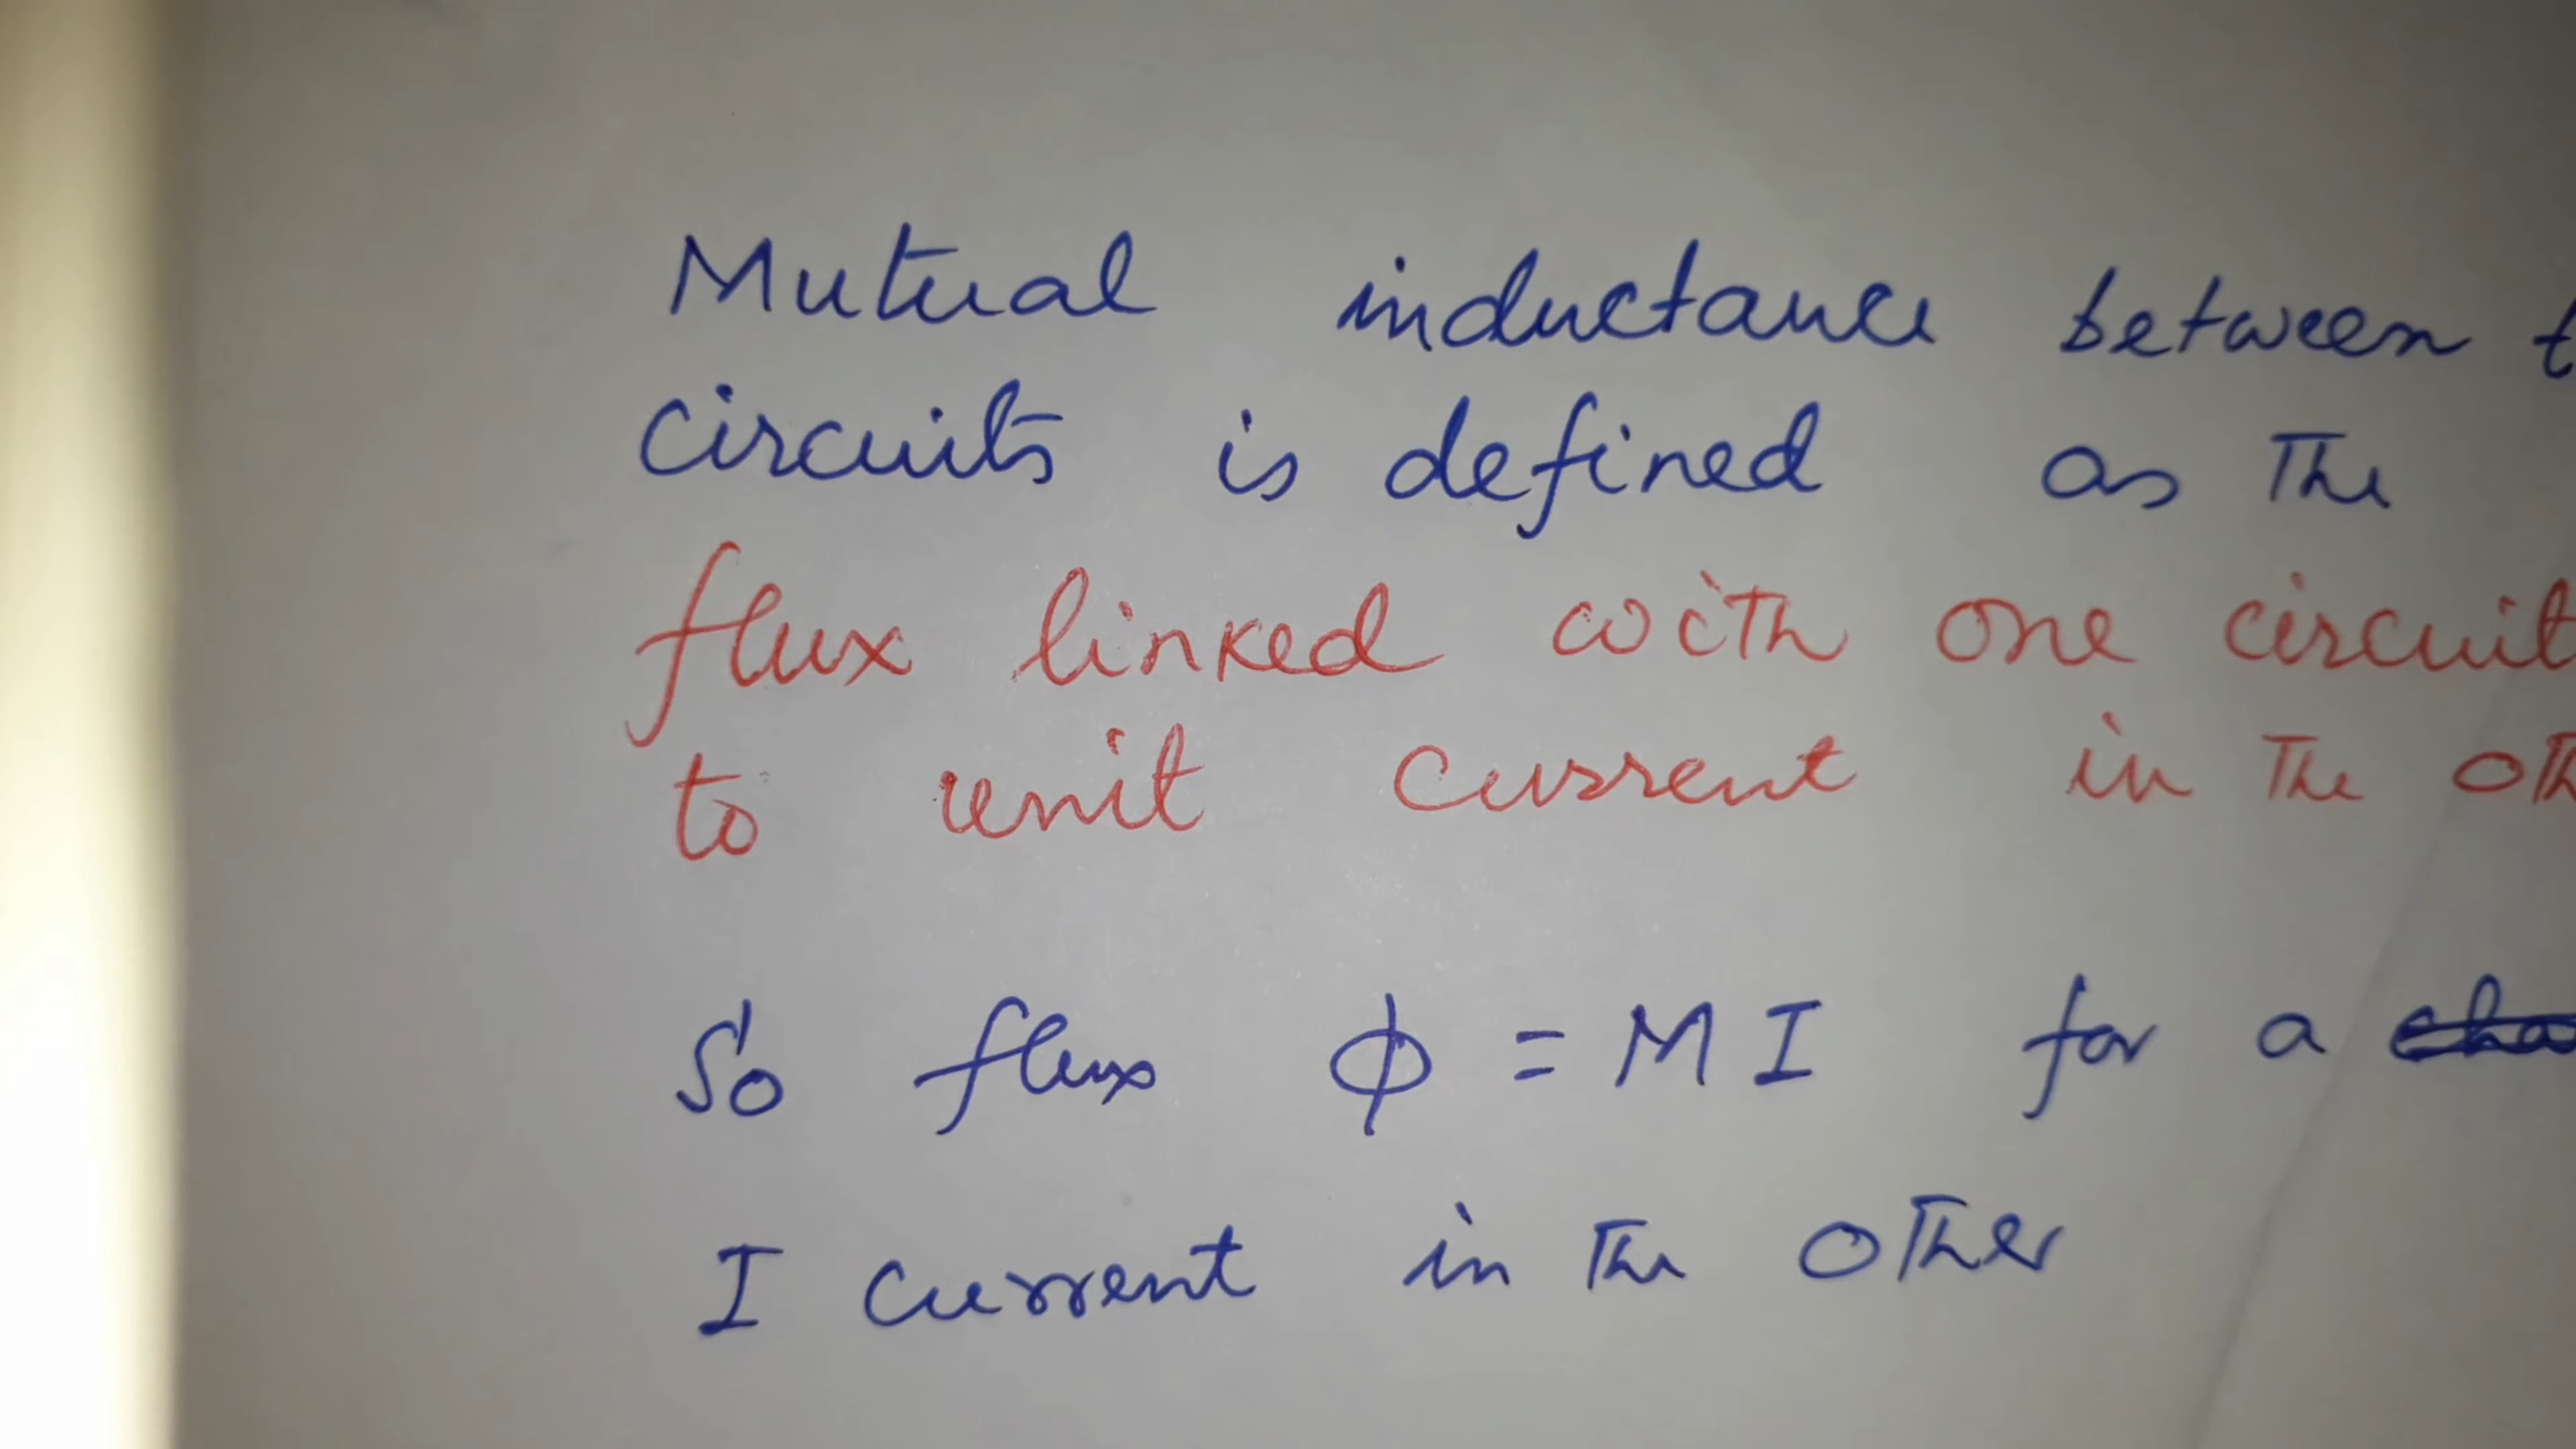 Mutual inductance between t
circuits is defined as The
flux linked with one circuit
to unit current in The oth
So flux ϕ = M I for a
I current in The other